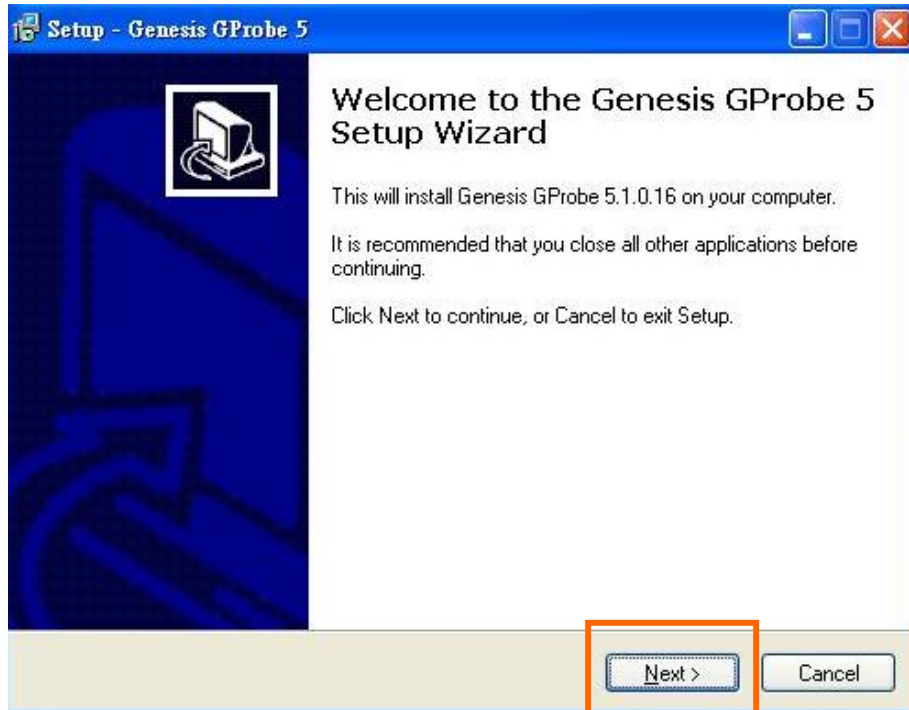 Setup - Genesis GProbe 5
Welcome to the Genesis GProbe 5
Setup Wizard
This will install Genesis GProbe 5.1.0.16 on your computer.
It is recommended that you close all other applications before
continuing.
Click Next to continue, or Cancel to exit Setup.
Next > Cancel